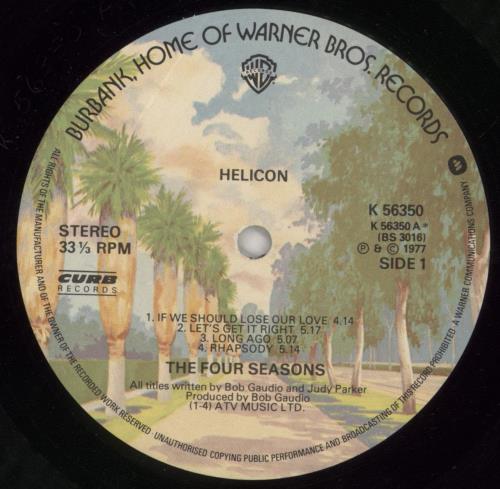 BURBANK, HOME OF WARNER BROS. RECORDS
HELICON
STEREO
33 ⅓ RPM
CURB
RECORDS
K 56350
K 56350 A*
(BS 3016)
Ⓟ & © 1977
SIDE 1
1. IF WE SHOULD LOSE OUR LOVE 4.14
2. LET'S GET IT RIGHT 5.17
3. LONG AGO 5.07
4. RHAPSODY 5.14
THE FOUR SEASONS
All titles written by Bob Gaudio and Judy Parker
Produced by Bob Gaudio
(1-4) ATV MUSIC LTD.
ALL RIGHTS OF THE MANUFACTURER AND OF THE OWNER OF THE RECORDED WORK RESERVED · UNAUTHORISED COPYING PUBLIC PERFORMANCE AND BROADCASTING OF THIS RECORD PROHIBITED · A WARNER COMMUNICATIONS COMPANY